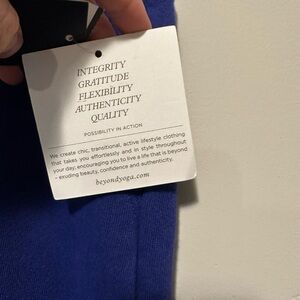 INTEGRITY
GRATITUDE
FLEXIBILITY
AUTHENTICITY
QUALITY
POSSIBILITY IN ACTION
We create chic, transitional, active lifestyle clothing
that takes you effortlessly and in style throughout
your day; encouraging you to live a life that is beyond
- exuding beauty, confidence and authenticity.
beyondyoga.com